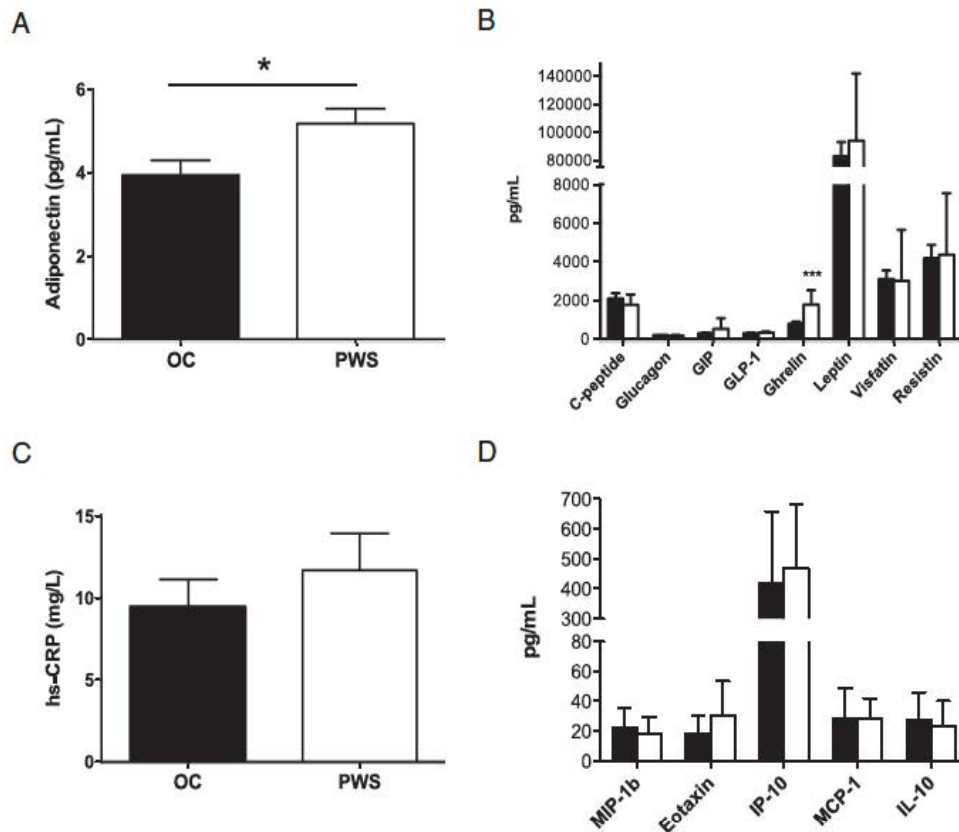 A
*
Adiponectin (pg/mL)
6
4
2
0
OC PWS
B
pg/mL
140000
120000
100000
80000
8000
6000
4000
2000
0
***
C-peptide
Glucagon
GIP
GLP-1
Ghrelin
Leptin
Visfatin
Resistin
C
hs-CRP (mg/L)
15
10
5
0
OC PWS
D
pg/mL
700
600
500
400
300
80
60
40
20
0
MIP-1b
Eotaxin
IP-10
MCP-1
IL-10